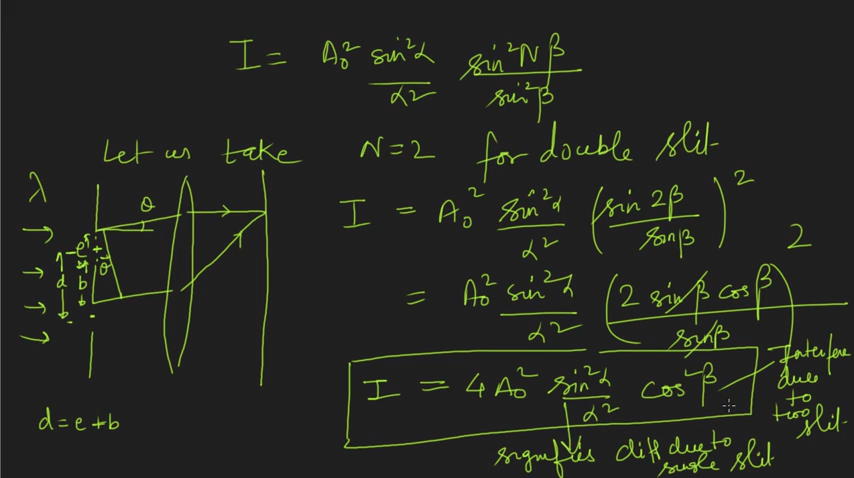 I = A₀² sin²α/α² sin²Nβ/sin²β
Let us take N=2 for double slit
λ
θ
e
θ
d
b
d = e+b
I = A₀² sin²α/α² (sin 2β/sinβ)²
= A₀² sin²α/α² (2 sinβ cosβ/sinβ)²
I = 4A₀² sin²α/α² cos²β
Interfere
due
to
two
slit
signifies diff due to
single slit